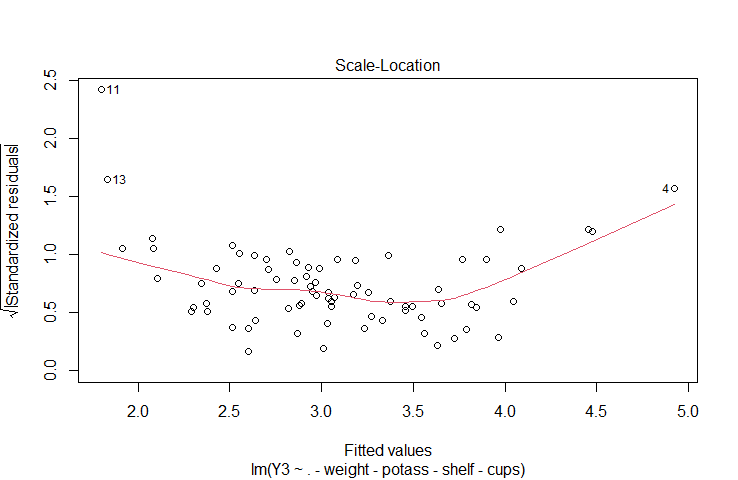 Scale-Location
√|Standardized residuals|
2.5
2.0
1.5
1.0
0.5
0.0
11
13
4
2.0 2.5 3.0 3.5 4.0 4.5 5.0
Fitted values
lm(Y3 ~ . - weight - potass - shelf - cups)